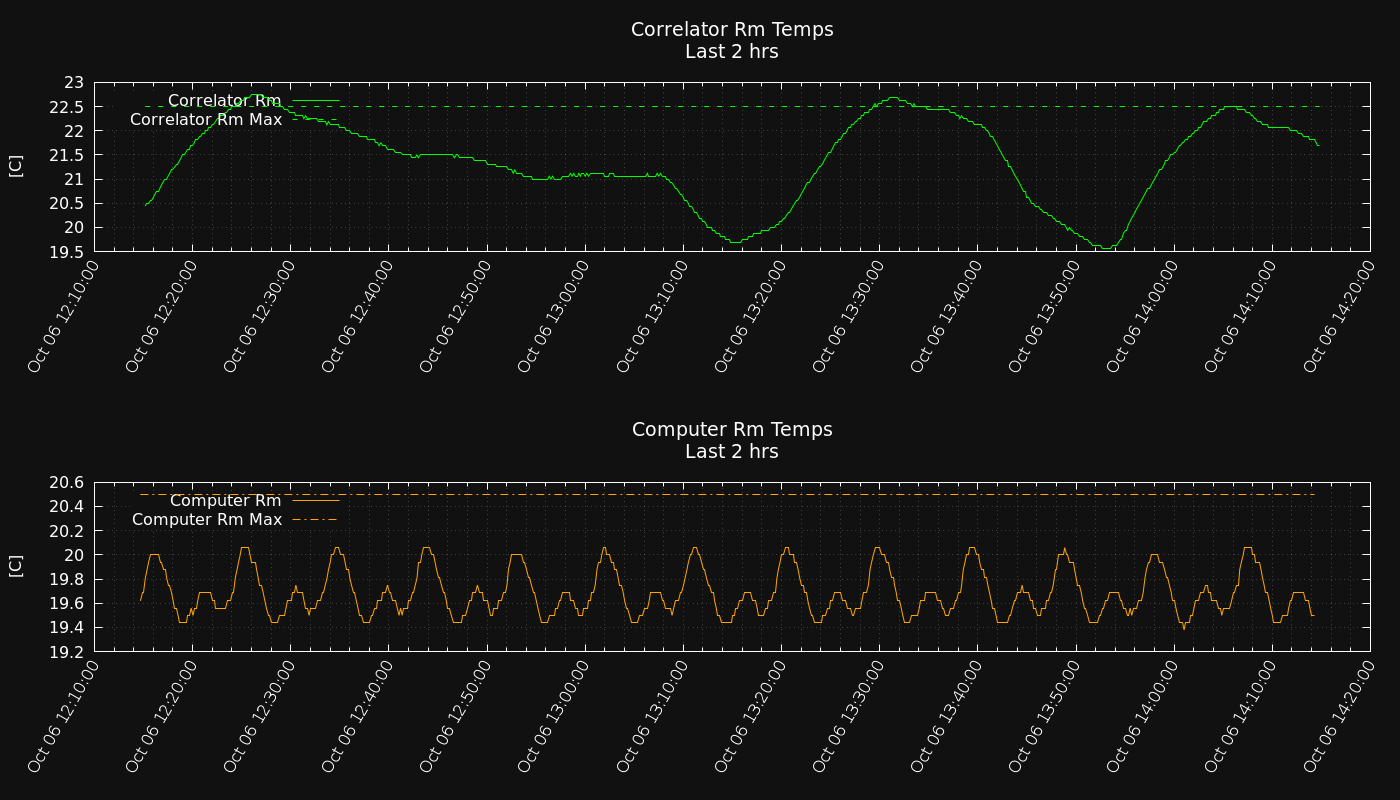 Correlator Rm Temps
Last 2 hrs
23
22.5
22
21.5
21
20.5
20
19.5
[C]
Correlator Rm
Correlator Rm Max
Oct 06 12:10:00
Oct 06 12:20:00
Oct 06 12:30:00
Oct 06 12:40:00
Oct 06 12:50:00
Oct 06 13:00:00
Oct 06 13:10:00
Oct 06 13:20:00
Oct 06 13:30:00
Oct 06 13:40:00
Oct 06 13:50:00
Oct 06 14:00:00
Oct 06 14:10:00
Oct 06 14:20:00
Computer Rm Temps
Last 2 hrs
20.6
20.4
20.2
20
19.8
19.6
19.4
19.2
[C]
Computer Rm
Computer Rm Max
Oct 06 12:10:00
Oct 06 12:20:00
Oct 06 12:30:00
Oct 06 12:40:00
Oct 06 12:50:00
Oct 06 13:00:00
Oct 06 13:10:00
Oct 06 13:20:00
Oct 06 13:30:00
Oct 06 13:40:00
Oct 06 13:50:00
Oct 06 14:00:00
Oct 06 14:10:00
Oct 06 14:20:00